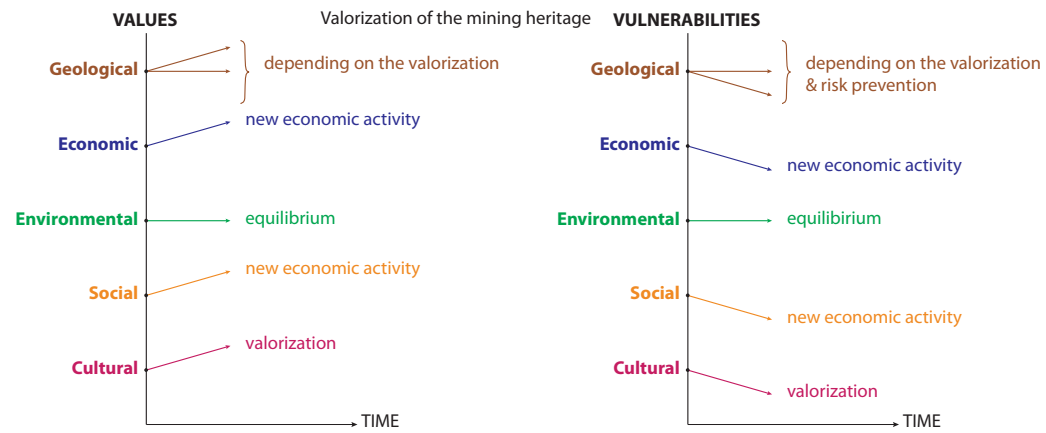 VALUES
Valorization of the mining heritage
VULNERABILITIES
Geological
depending on the valorization
Economic
new economic activity
Environmental
equilibrium
Social
new economic activity
Cultural
valorization
TIME
Geological
depending on the valorization
& risk prevention
Economic
new economic activity
Environmental
equilibirium
Social
new economic activity
Cultural
valorization
TIME